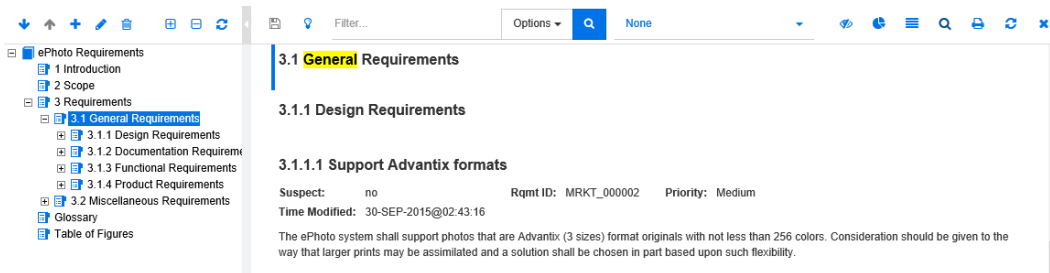 Filter...
Options
None
ePhoto Requirements
1 Introduction
2 Scope
3 Requirements
3.1 General Requirements
3.1.1 Design Requirements
3.1.2 Documentation Requireme
3.1.3 Functional Requirements
3.1.4 Product Requirements
3.2 Miscellaneous Requirements
Glossary
Table of Figures
3.1 General Requirements
3.1.1 Design Requirements
3.1.1.1 Support Advantix formats
Suspect: no Rqmt ID: MRKT_000002 Priority: Medium
Time Modified: 30-SEP-2015@02:43:16
The ePhoto system shall support photos that are Advantix (3 sizes) format originals with not less than 256 colors. Consideration should be given to the
way that larger prints may be assimilated and a solution shall be chosen in part based upon such flexibility.